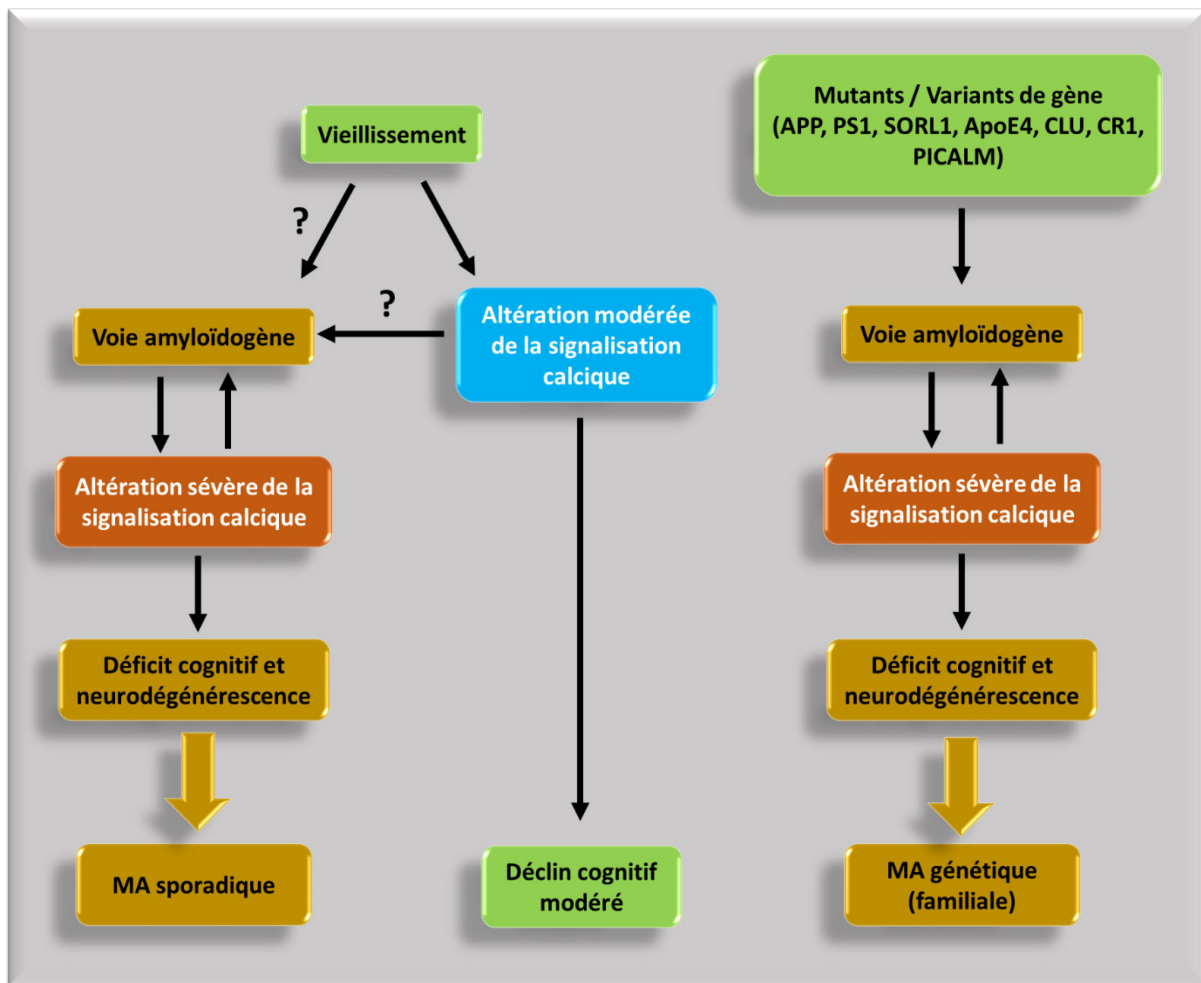 Vieillissement
?
?
Voie amyloïdogène
Altération modérée
de la signalisation
calcique
Altération sévère de la
signalisation calcique
Déficit cognitif et
neurodégénérescence
MA sporadique
Déclin cognitif
modéré
Mutants / Variants de gène
(APP, PS1, SORL1, ApoE4, CLU, CR1,
PICALM)
Voie amyloïdogène
Altération sévère de la
signalisation calcique
Déficit cognitif et
neurodégénérescence
MA génétique
(familiale)